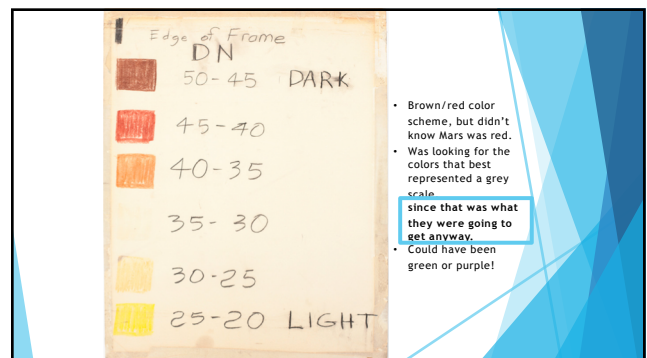 Edge of Frame
DN
50-45 DARK
45-40
40-35
35-30
30-25
25-20 LIGHT
• Brown/red color
scheme, but didn't
know Mars was red.
• Was looking for the
colors that best
represented a grey
scale
since that was what
they were going to
get anyway.
• Could have been
green or purple!